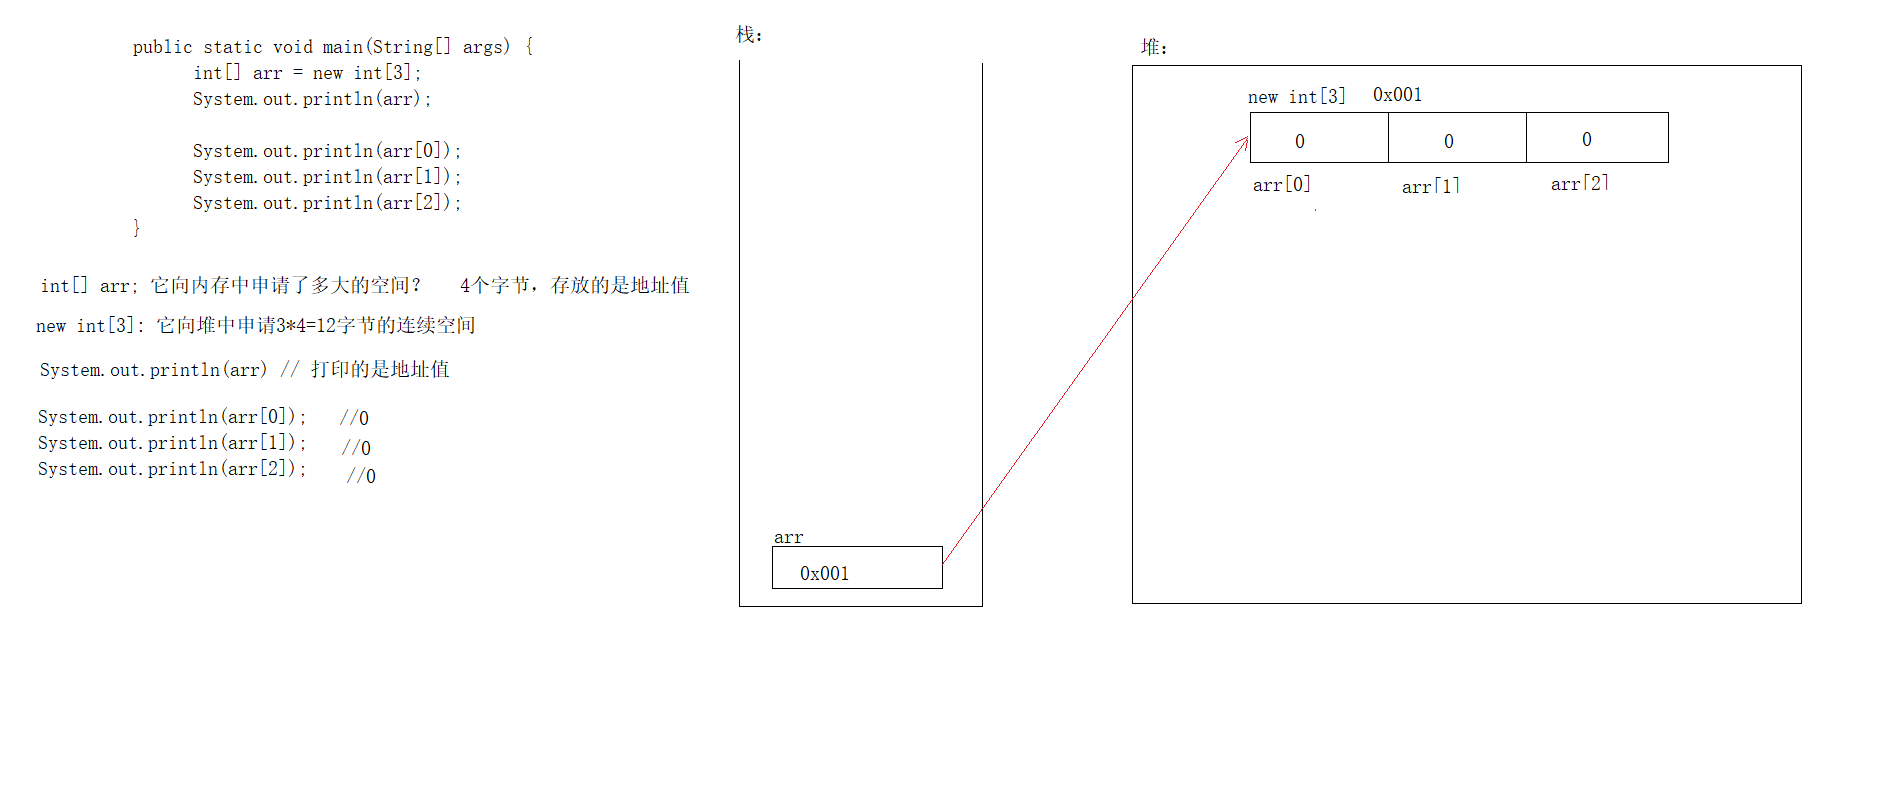 public static void main(String[] args) {
int[] arr = new int[3];
System.out.println(arr);
System.out.println(arr[0]);
System.out.println(arr[1]);
System.out.println(arr[2]);
}
int[] arr; 它向内存中申请了多大的空间？ 4个字节，存放的是地址值
new int[3]: 它向堆中申请3*4=12字节的连续空间
System.out.println(arr) // 打印的是地址值
System.out.println(arr[0]); //0
System.out.println(arr[1]); //0
System.out.println(arr[2]); //0
栈：
arr
0x001
堆：
new int[3] 0x001
0 0 0
arr[0] arr[1] arr[2]